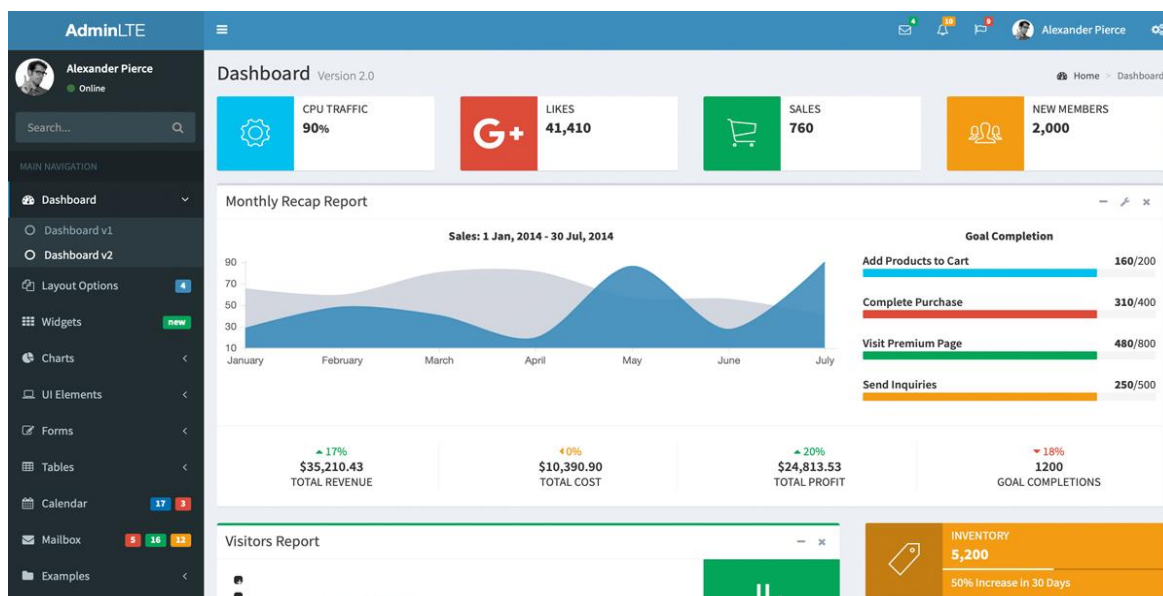 AdminLTE
4
10
9
Alexander Pierce
Alexander Pierce
Online
Search...
MAIN NAVIGATION
Dashboard
Dashboard v1
Dashboard v2
Layout Options 4
Widgets new
Charts
UI Elements
Forms
Tables
Calendar 17 3
Mailbox 5 16 12
Examples
Dashboard Version 2.0
Home > Dashboard
CPU TRAFFIC
90%
G+
LIKES
41,410
SALES
760
NEW MEMBERS
2,000
Monthly Recap Report
Sales: 1 Jan, 2014 - 30 Jul, 2014
90
70
50
30
10
January February March April May June July
Goal Completion
Add Products to Cart 160/200
Complete Purchase 310/400
Visit Premium Page 480/800
Send Inquiries 250/500
17%
$35,210.43
TOTAL REVENUE
0%
$10,390.90
TOTAL COST
20%
$24,813.53
TOTAL PROFIT
18%
1200
GOAL COMPLETIONS
Visitors Report
INVENTORY
5,200
50% Increase in 30 Days